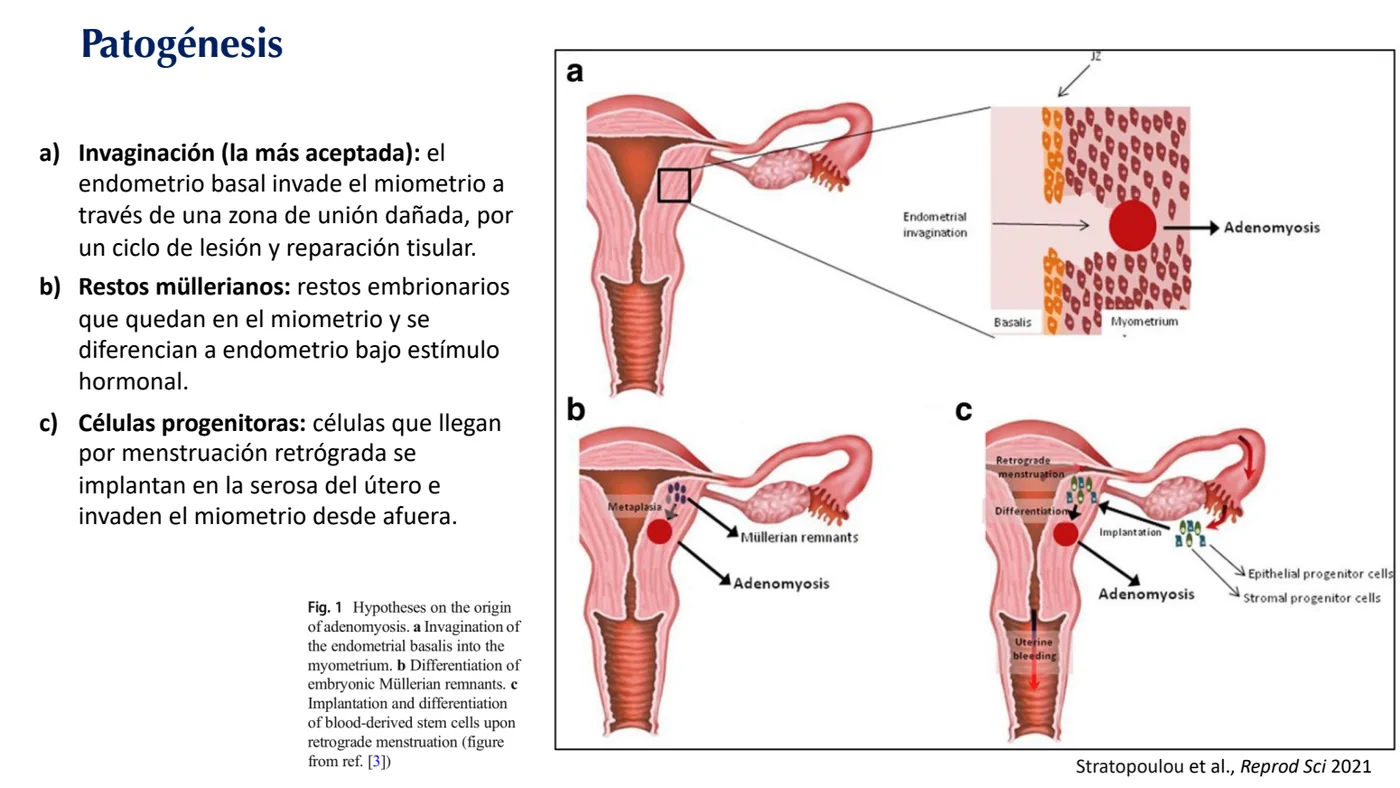 Patogénesis
a) Invaginación (la más aceptada): el
endometrio basal invade el miometrio a
través de una zona de unión dañada, por
un ciclo de lesión y reparación tisular.
b) Restos müllerianos: restos embrionarios
que quedan en el miometrio y se
diferencian a endometrio bajo estímulo
hormonal.
c) Células progenitoras: células que llegan
por menstruación retrógrada se
implantan en la serosa del útero e
invaden el miometrio desde afuera.
Fig. 1 Hypotheses on the origin
of adenomyosis. a Invagination of
the endometrial basalis into the
myometrium. b Differentiation of
embryonic Müllerian remnants. c
Implantation and differentiation
of blood-derived stem cells upon
retrograde menstruation (figure
from ref. [3])
a
JZ
Endometrial
invagination
Adenomyosis
Basalis
Myometrium
b
Metaplasia
Müllerian remnants
Adenomyosis
c
Retrograde
menstruation
Differentiation
Implantation
Epithelial progenitor cells
Stromal progenitor cells
Adenomyosis
Uterine
bleeding
Stratopoulou et al., Reprod Sci 2021